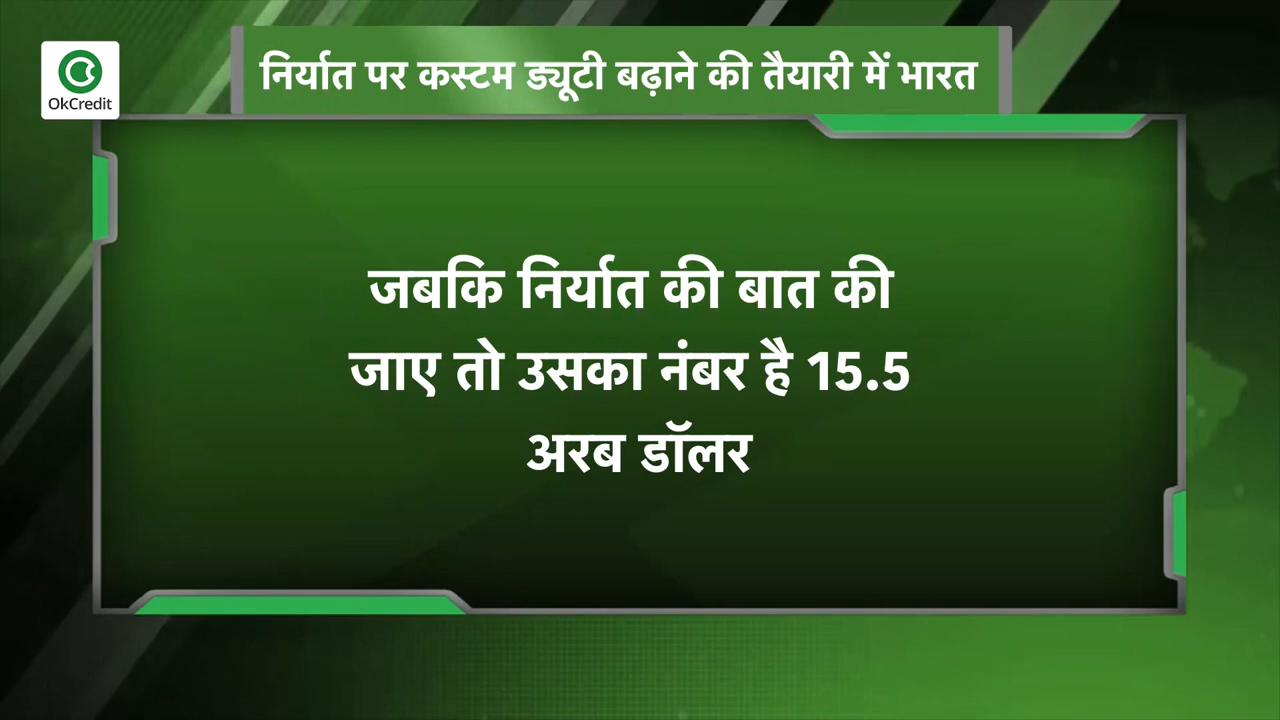 निर्यात पर कस्टम ड्यूटी बढ़ाने की तैयारी में भारत
OkCredit
जबकि निर्यात की बात की
जाए तो उसका नंबर है 15.5
अरब डॉलर